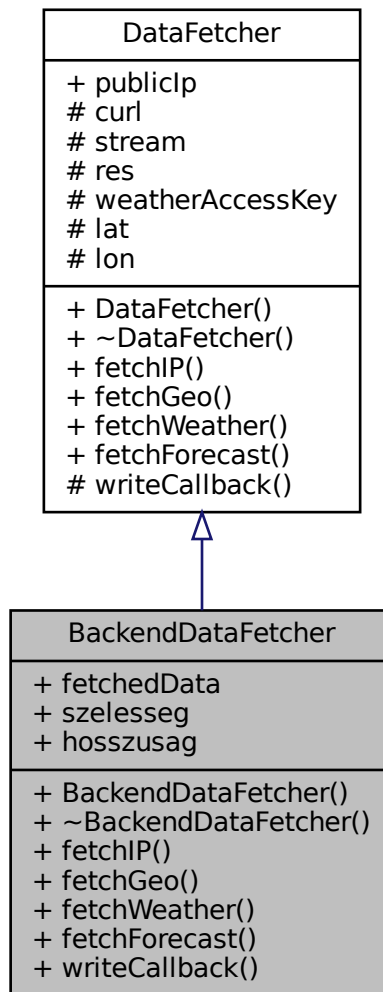 DataFetcher
+ publicIp
# curl
# stream
# res
# weatherAccessKey
# lat
# lon
+ DataFetcher()
+ ~DataFetcher()
+ fetchIP()
+ fetchGeo()
+ fetchWeather()
+ fetchForecast()
# writeCallback()
BackendDataFetcher
+ fetchedData
+ szelesseg
+ hosszusag
+ BackendDataFetcher()
+ ~BackendDataFetcher()
+ fetchIP()
+ fetchGeo()
+ fetchWeather()
+ fetchForecast()
+ writeCallback()